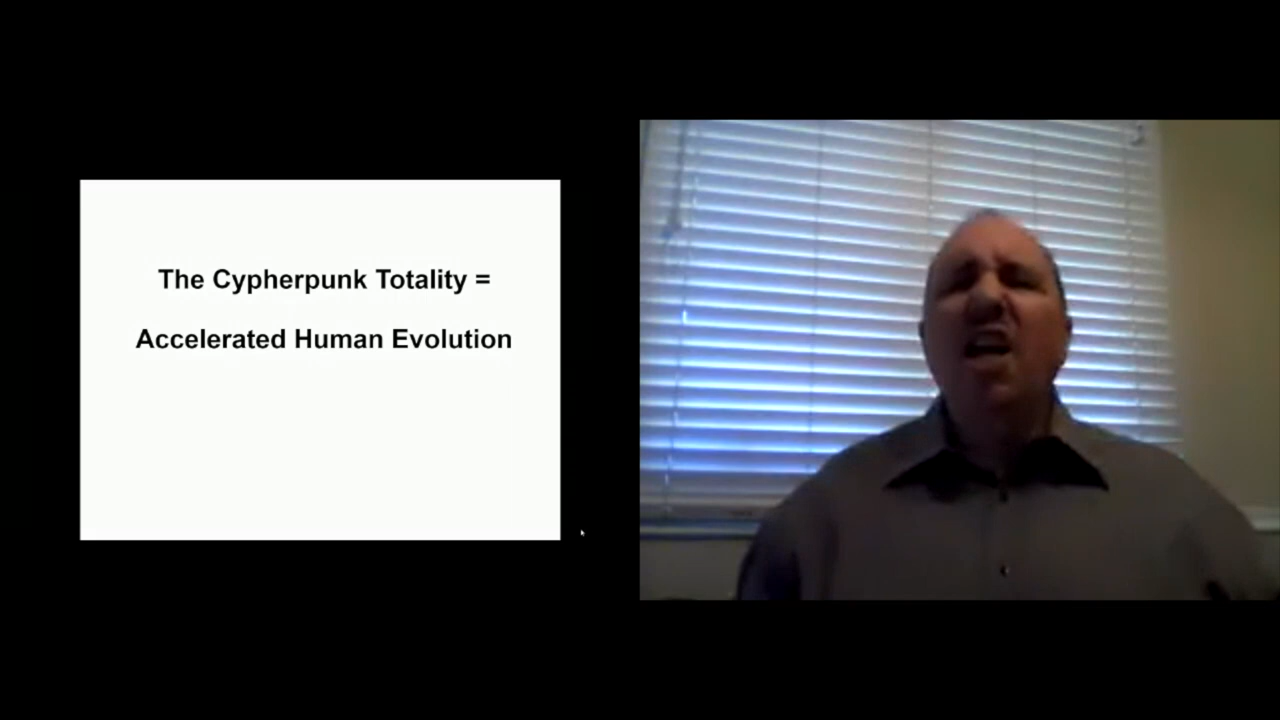 The Cypherpunk Totality =
Accelerated Human Evolution